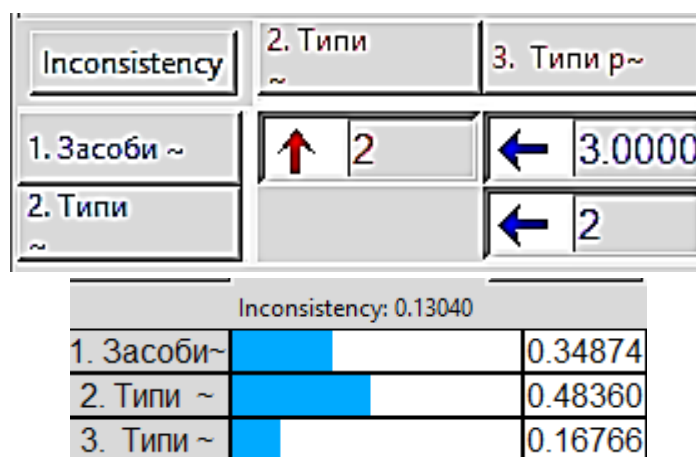 Inconsistency
2. Типи
~
3. Типи р~
1. Засоби ~
2
3.0000
2. Типи
~
2
Inconsistency: 0.13040
1. Засоби~ 0.34874
2. Типи ~ 0.48360
3. Типи ~ 0.16766